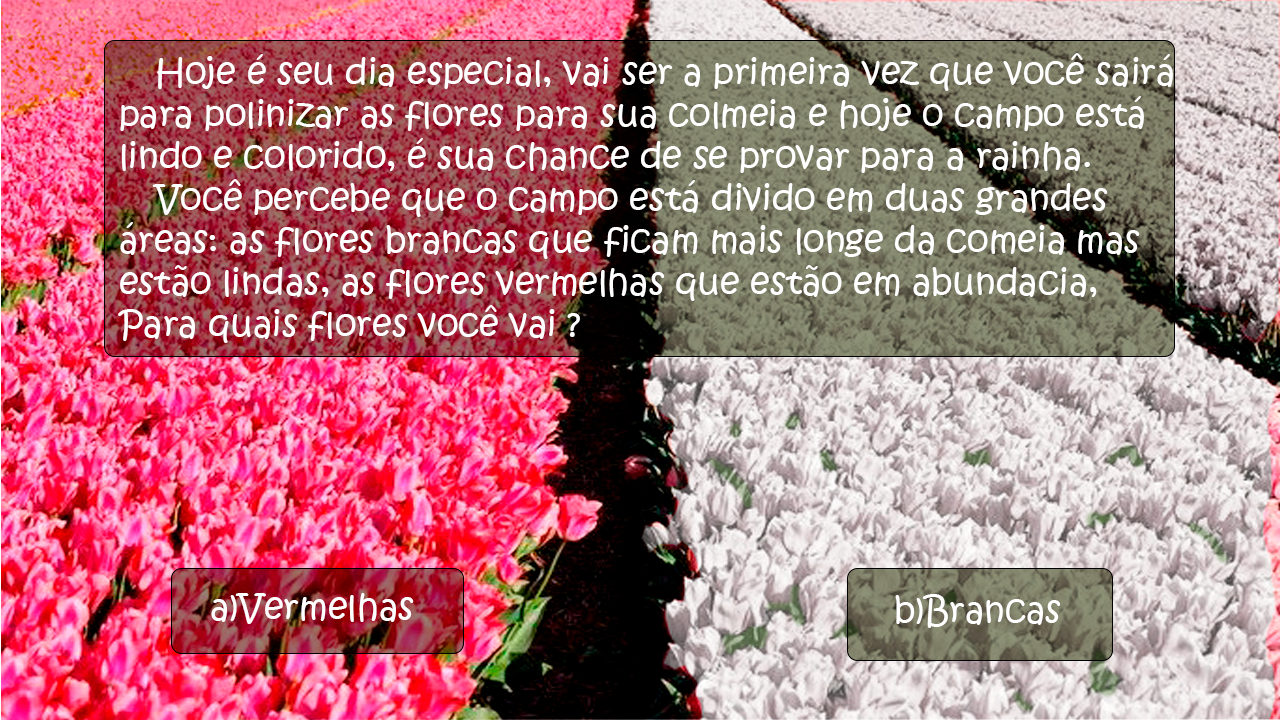 Hoje é seu dia especial, vai ser a primeira vez que você sairá
para polinizar as flores para sua colmeia e hoje o campo está
lindo e colorido, é sua chance de se provar para a rainha.
Você percebe que o campo está divido em duas grandes
áreas: as flores brancas que ficam mais longe da comeia mas
estão lindas, as flores vermelhas que estão em abundacia,
Para quais flores você vai ?
a)Vermelhas
b)Brancas